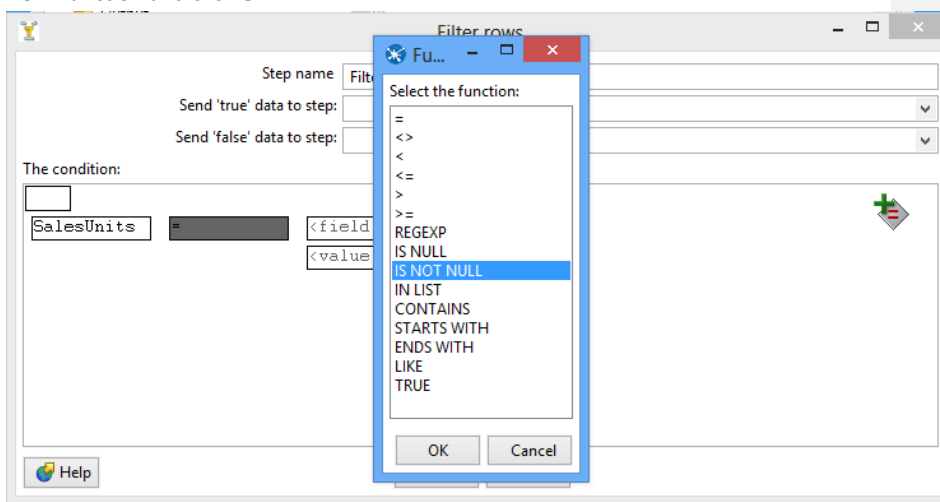 Filter rows
Fu...
Step name Filte
Select the function:
Send 'true' data to step:
Send 'false' data to step:
The condition:
=
<>
<
<=
>
>=
REGEXP
IS NULL
IS NOT NULL
IN LIST
CONTAINS
STARTS WITH
ENDS WITH
LIKE
TRUE
SalesUnits = <field
<value
OK Cancel
Help